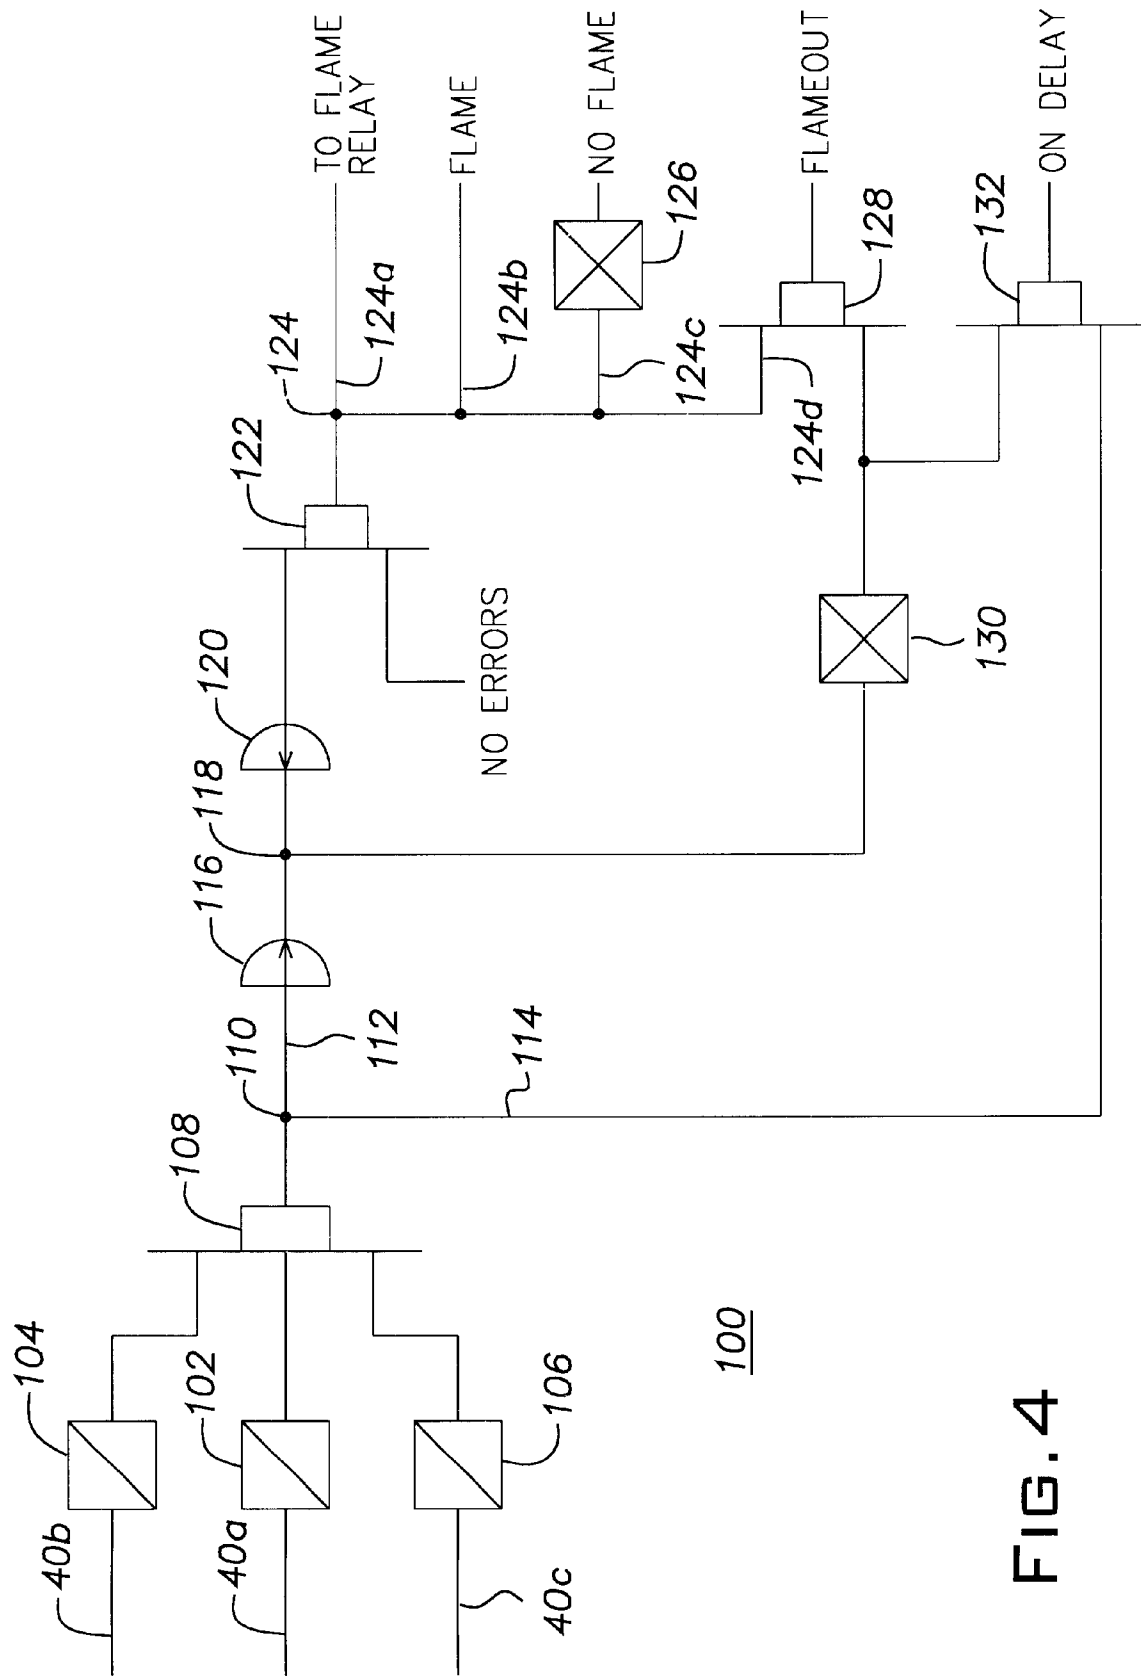 TO FLAME
RELAY
FLAME
NO FLAME
FLAMEOUT
ON DELAY
124
124a
124b
124c
124d
126
128
132
122
120
NO ERRORS
118
116
130
110
112
114
108
104
102
106
40b
40a
40c
100
FIG. 4